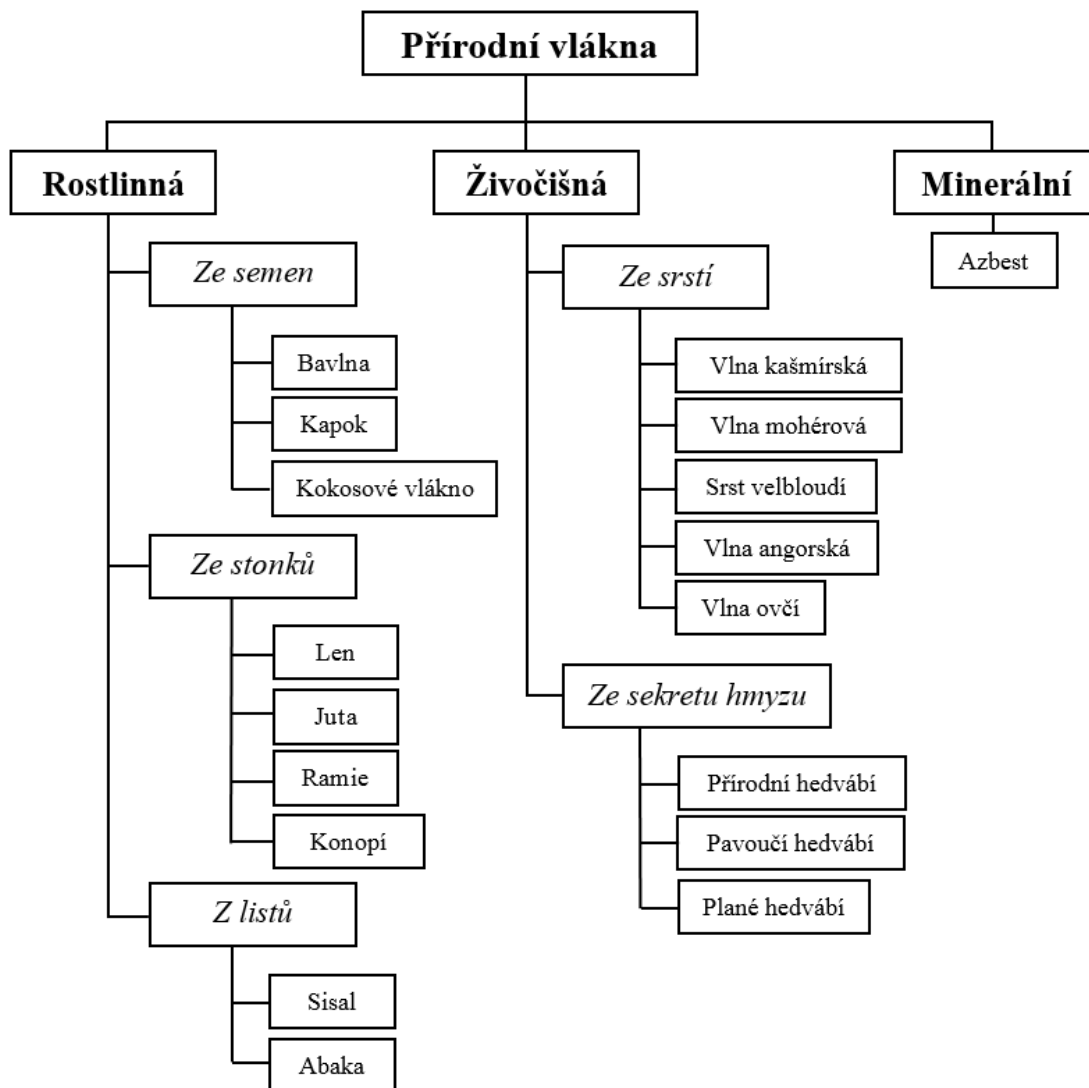 Přírodní vlákna
Rostlinná
Živočišná
Minerální
Ze semen
Bavlna
Kapok
Kokosové vlákno
Ze stonků
Len
Juta
Ramie
Konopí
Z listů
Sisal
Abaka
Ze srstí
Vlna kašmírská
Vlna mohérová
Srst velbloudí
Vlna angorská
Vlna ovčí
Ze sekretu hmyzu
Přírodní hedvábí
Pavoučí hedvábí
Plané hedvábí
Azbest